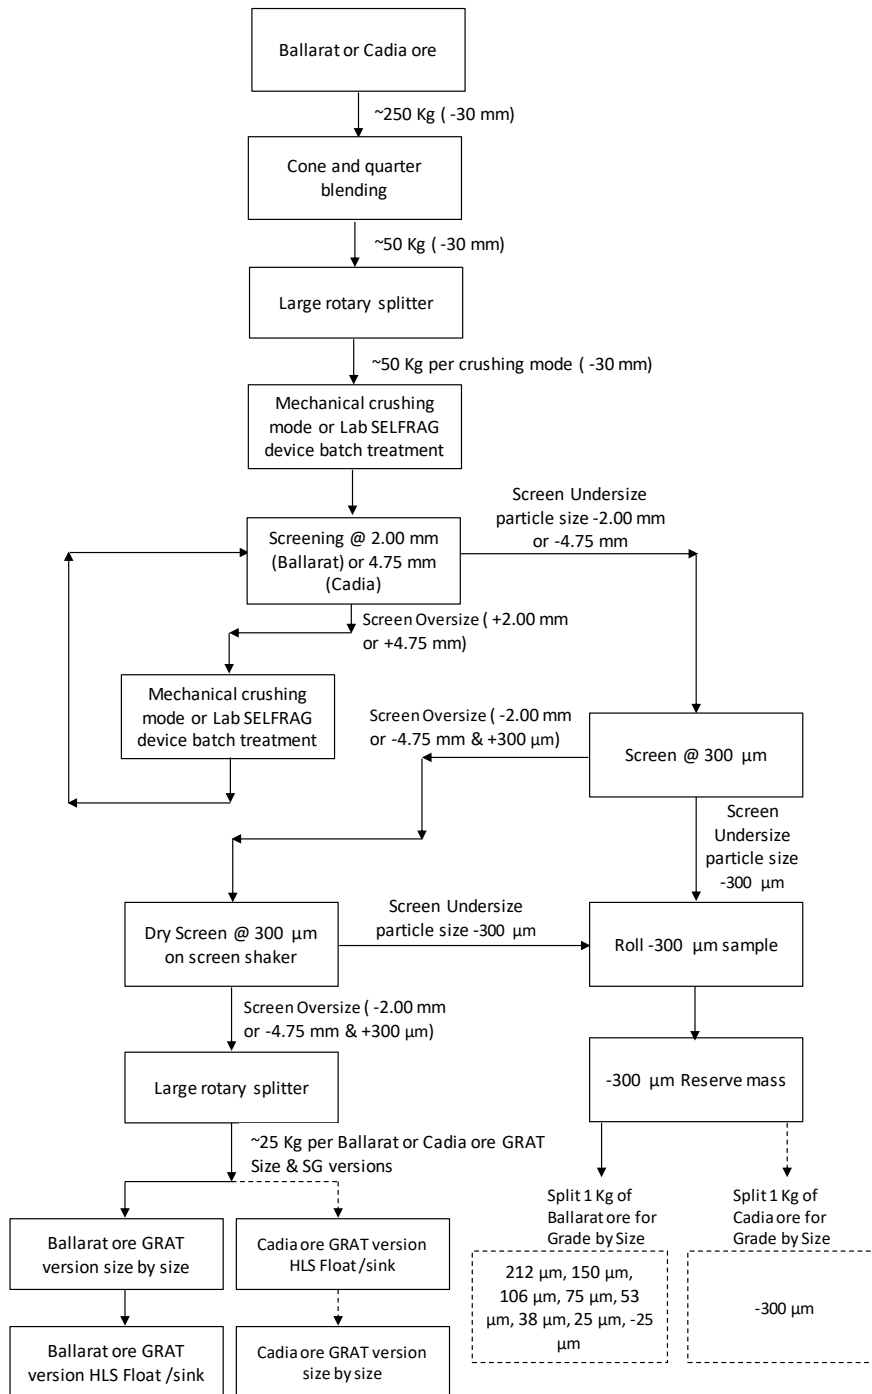 Ballarat or Cadia ore
~250 Kg ( -30 mm)
Cone and quarter
blending
~50 Kg ( -30 mm)
Large rotary splitter
~50 Kg per crushing mode ( -30 mm)
Mechanical crushing
mode or Lab SELFRAG
device batch treatment
Screen Undersize
particle size -2.00 mm
or -4.75 mm
Screening @ 2.00 mm
(Ballarat) or 4.75 mm
(Cadia)
Screen Oversize ( +2.00 mm
or +4.75 mm)
Mechanical crushing
mode or Lab SELFRAG
device batch treatment
Screen Oversize ( -2.00 mm
or -4.75 mm & +300 µm)
Screen @ 300 µm
Screen
Undersize
particle size
-300 µm
Dry Screen @ 300 µm
on screen shaker
Screen Undersize
particle size -300 µm
Roll -300 µm sample
Screen Oversize ( -2.00 mm
or -4.75 mm & +300 µm)
Large rotary splitter
-300 µm Reserve mass
~25 Kg per Ballarat or Cadia ore GRAT
Size & SG versions
Split 1 Kg of
Ballarat ore for
Grade by Size
Split 1 Kg of
Cadia ore for
Grade by Size
Ballarat ore GRAT
version size by size
Cadia ore GRAT version
HLS Float /sink
212 µm, 150 µm,
106 µm, 75 µm, 53
µm, 38 µm, 25 µm, -25
µm
-300 µm
Ballarat ore GRAT
version HLS Float /sink
Cadia ore GRAT version
size by size